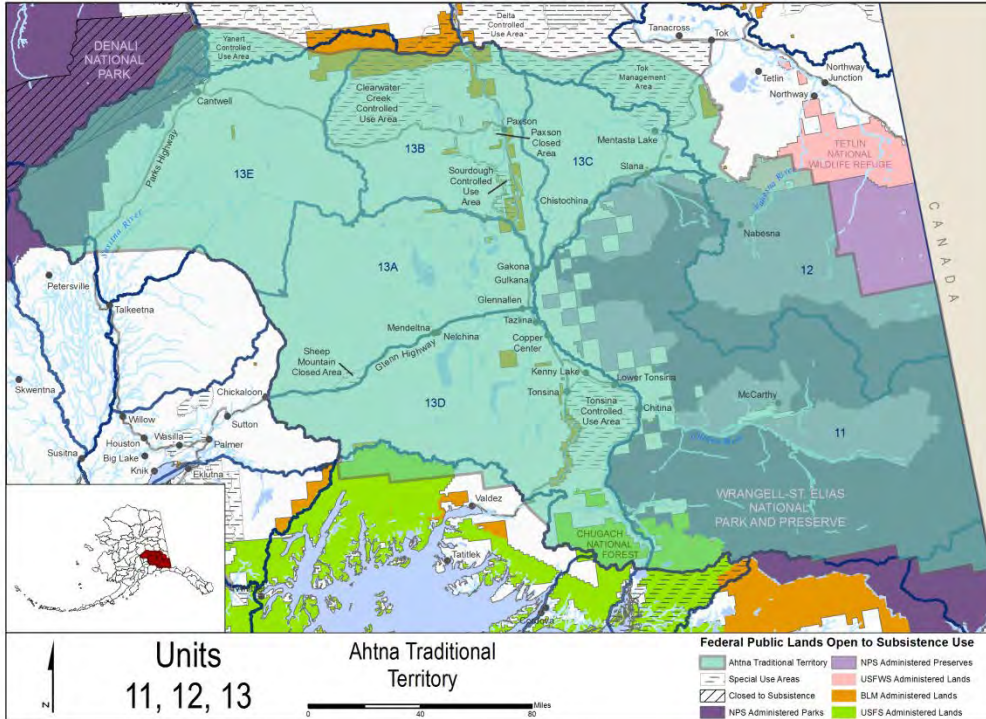 Delta
Controlled
Use Area
Tanacross
Tok
DENALI
NATIONAL
PARK
Yanert
Controlled
Use Area
Northway
Junction
Tetlin
Northway
Tok
Management
Area
Clearwater
Creek
Controlled
Use Area
Cantwell
Paxson
Paxson
Closed
Area
Mentasta Lake
13B
13C
TETLIN
NATIONAL
WILDLIFE REFUGE
Parks Highway
13E
Sourdough
Controlled
Use
Area
Slana
Chistochina
Nabesna
CANADA
Petersville
13A
Gakona
Gulkana
12
Talkeetna
Glennallen
Mendeltna
Nelchina
Tazlina
Copper
Center
Glenn Highway
Sheep
Mountain
Closed Area
Skwentna
Kenny Lake
Lower Tonsina
Chickaloon
13D
Tonsina
Tonsina
Controlled
Use Area
Chitina
McCarthy
11
Willow
Sutton
Houston
Wasilla
Palmer
Big Lake
Susitna
Knik
Eklutna
WRANGELL-ST. ELIAS
NATIONAL
PARK AND PRESERVE
Valdez
CHUGACH
NATIONAL
FOREST
Tatitlek
Cordova
N
Units
11, 12, 13
Ahtna Traditional
Territory
Miles
0 40 80
Federal Public Lands Open to Subsistence Use
Ahtna Traditional Territory
Special Use Areas
Closed to Subsistence
NPS Administered Parks
NPS Administered Preserves
USFWS Administered Lands
BLM Administered Lands
USFS Administered Lands